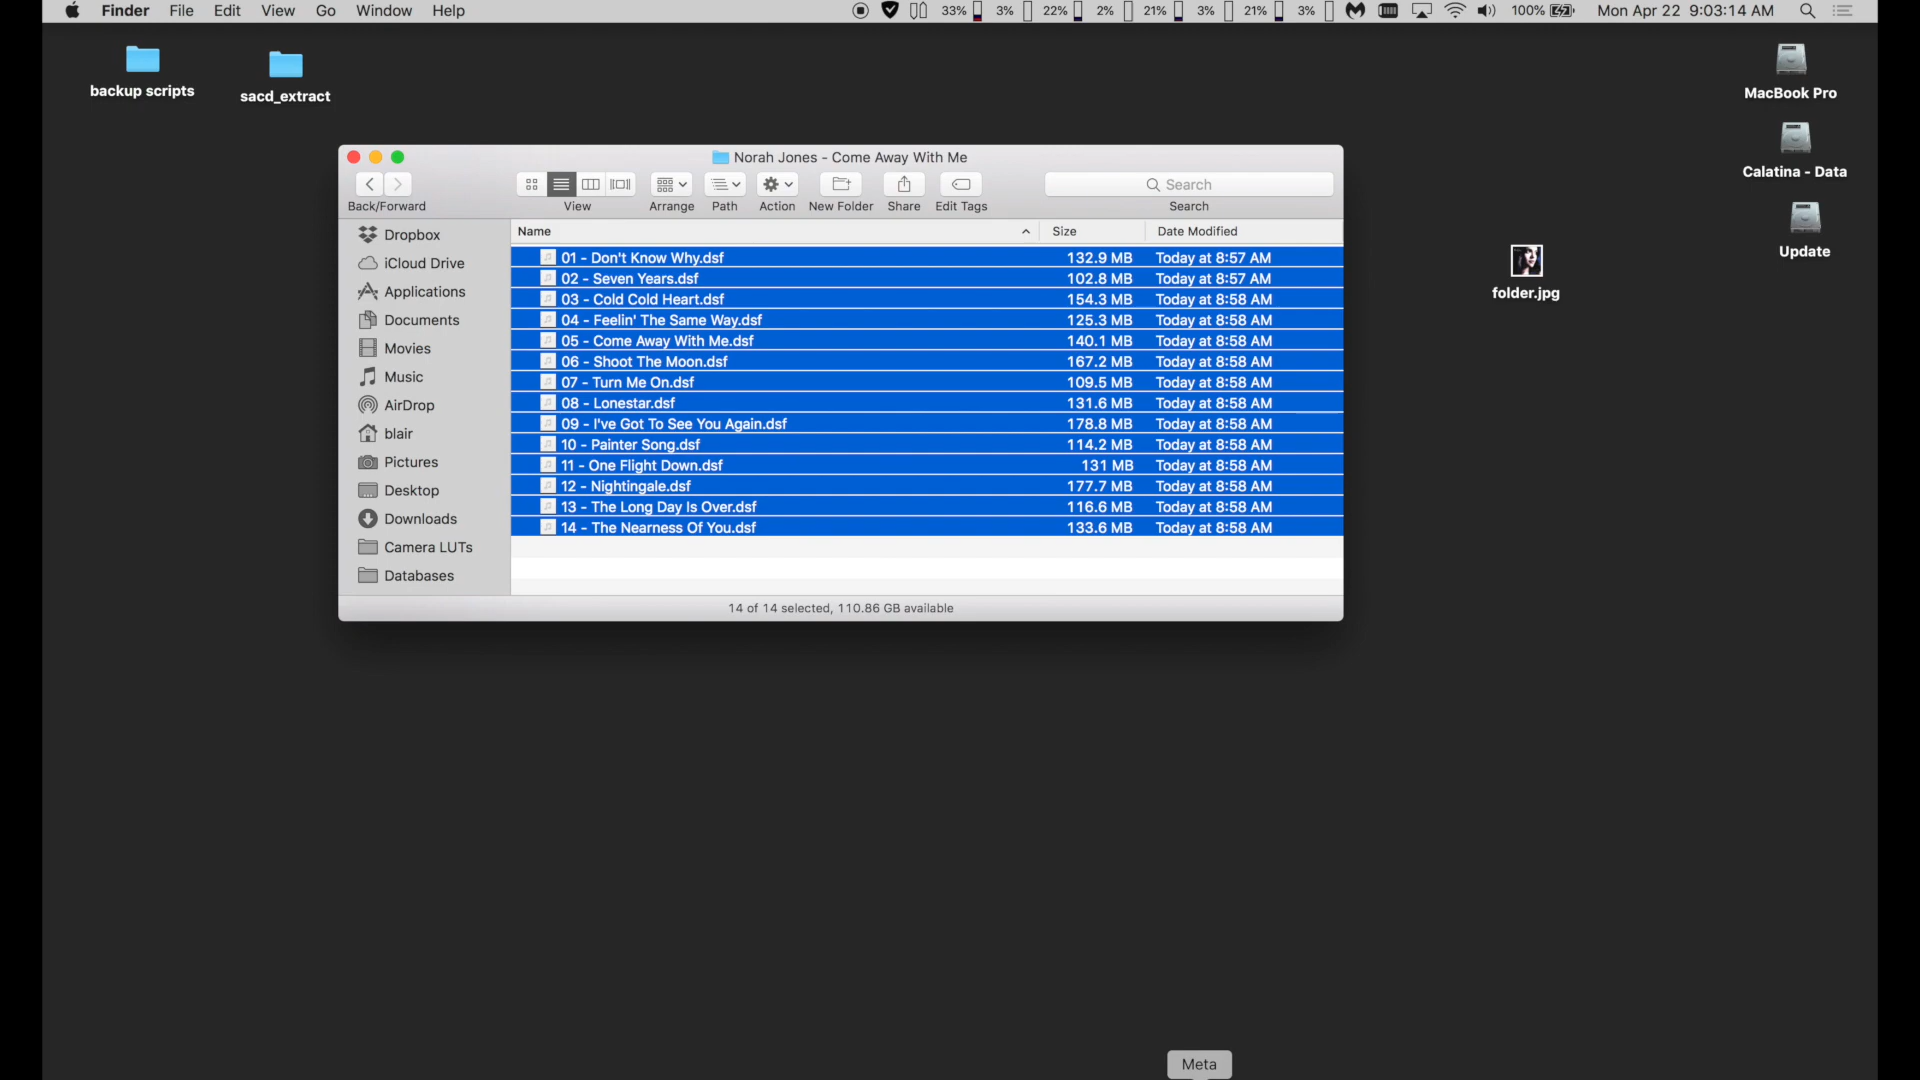 Finder File Edit View Go Window Help 33% 3% 22% 2% 21% 3% 21% 3% 100% Mon Apr 22 9:03:14 AM
backup scripts
sacd_extract
MacBook Pro
Calatina - Data
Update
folder.jpg
Norah Jones - Come Away With Me
Search
Back/Forward View Arrange Path Action New Folder Share Edit Tags Search
Dropbox
iCloud Drive
Applications
Documents
Movies
Music
AirDrop
blair
Pictures
Desktop
Downloads
Camera LUTs
Databases
Name Size Date Modified
01 - Don't Know Why.dsf 132.9 MB Today at 8:57 AM
02 - Seven Years.dsf 102.8 MB Today at 8:57 AM
03 - Cold Cold Heart.dsf 154.3 MB Today at 8:58 AM
04 - Feelin' The Same Way.dsf 125.3 MB Today at 8:58 AM
05 - Come Away With Me.dsf 140.1 MB Today at 8:58 AM
06 - Shoot The Moon.dsf 167.2 MB Today at 8:58 AM
07 - Turn Me On.dsf 109.5 MB Today at 8:58 AM
08 - Lonestar.dsf 131.6 MB Today at 8:58 AM
09 - I've Got To See You Again.dsf 178.8 MB Today at 8:58 AM
10 - Painter Song.dsf 114.2 MB Today at 8:58 AM
11 - One Flight Down.dsf 131 MB Today at 8:58 AM
12 - Nightingale.dsf 177.7 MB Today at 8:58 AM
13 - The Long Day Is Over.dsf 116.6 MB Today at 8:58 AM
14 - The Nearness Of You.dsf 133.6 MB Today at 8:58 AM
14 of 14 selected, 110.86 GB available
Meta